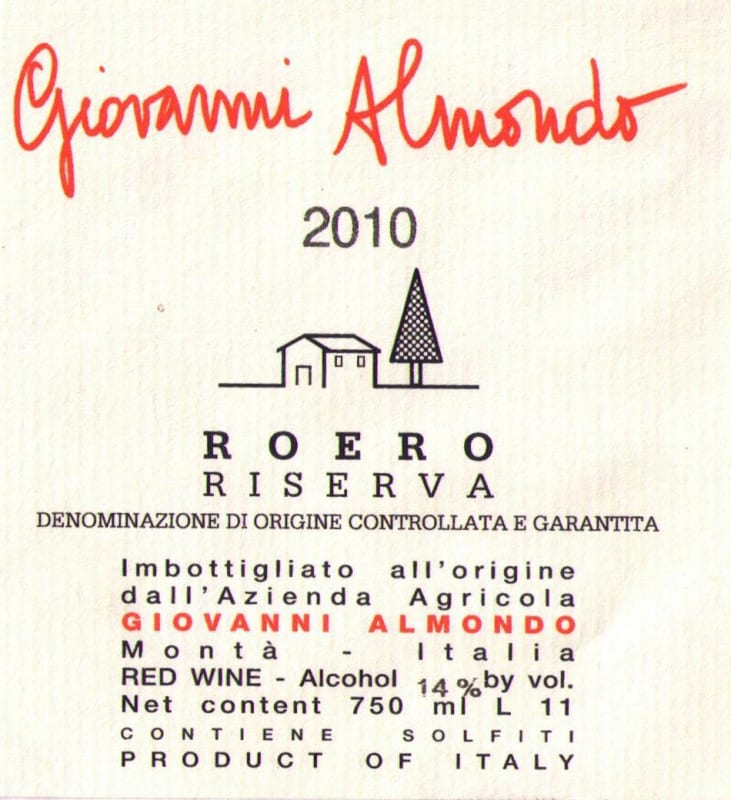 Giovanni Almondo
2010
ROERO
RISERVA
DENOMINAZIONE DI ORIGINE CONTROLLATA E GARANTITA
Imbottigliato all'origine
dall'Azienda Agricola
GIOVANNI ALMONDO
Montà - Italia
RED WINE - Alcohol 14% by vol.
Net content 750 ml L 11
CONTIENE SOLFITI
PRODUCT OF ITALY